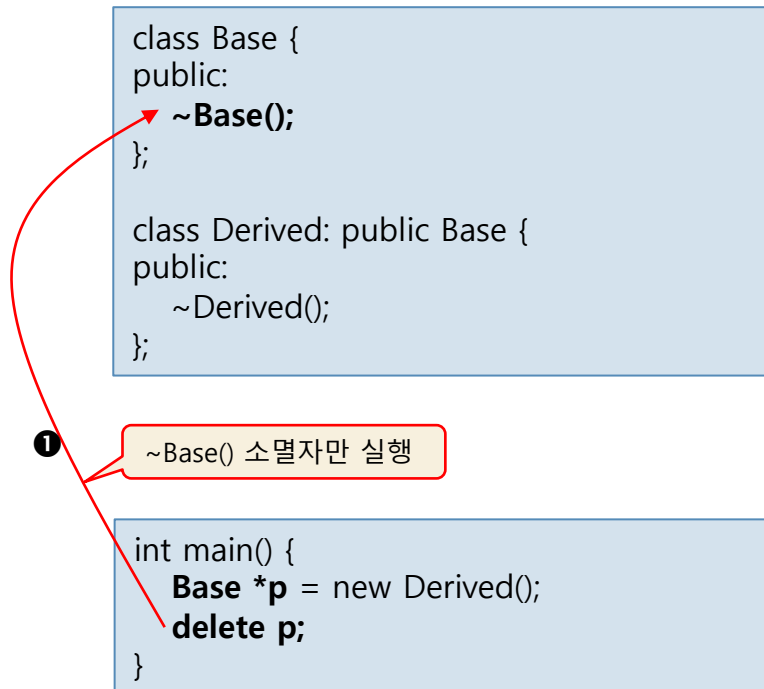 class Base {
public:
~Base();
};
class Derived: public Base {
public:
~Derived();
};
❶
~Base() 소멸자만 실행
int main() {
Base *p = new Derived();
delete p;
}